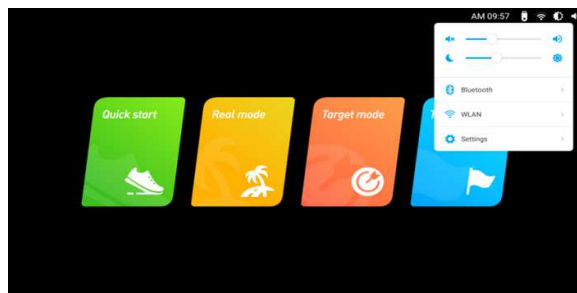 AM 09:57
Quick start
Real mode
Target mode
Bluetooth
WLAN
Settings